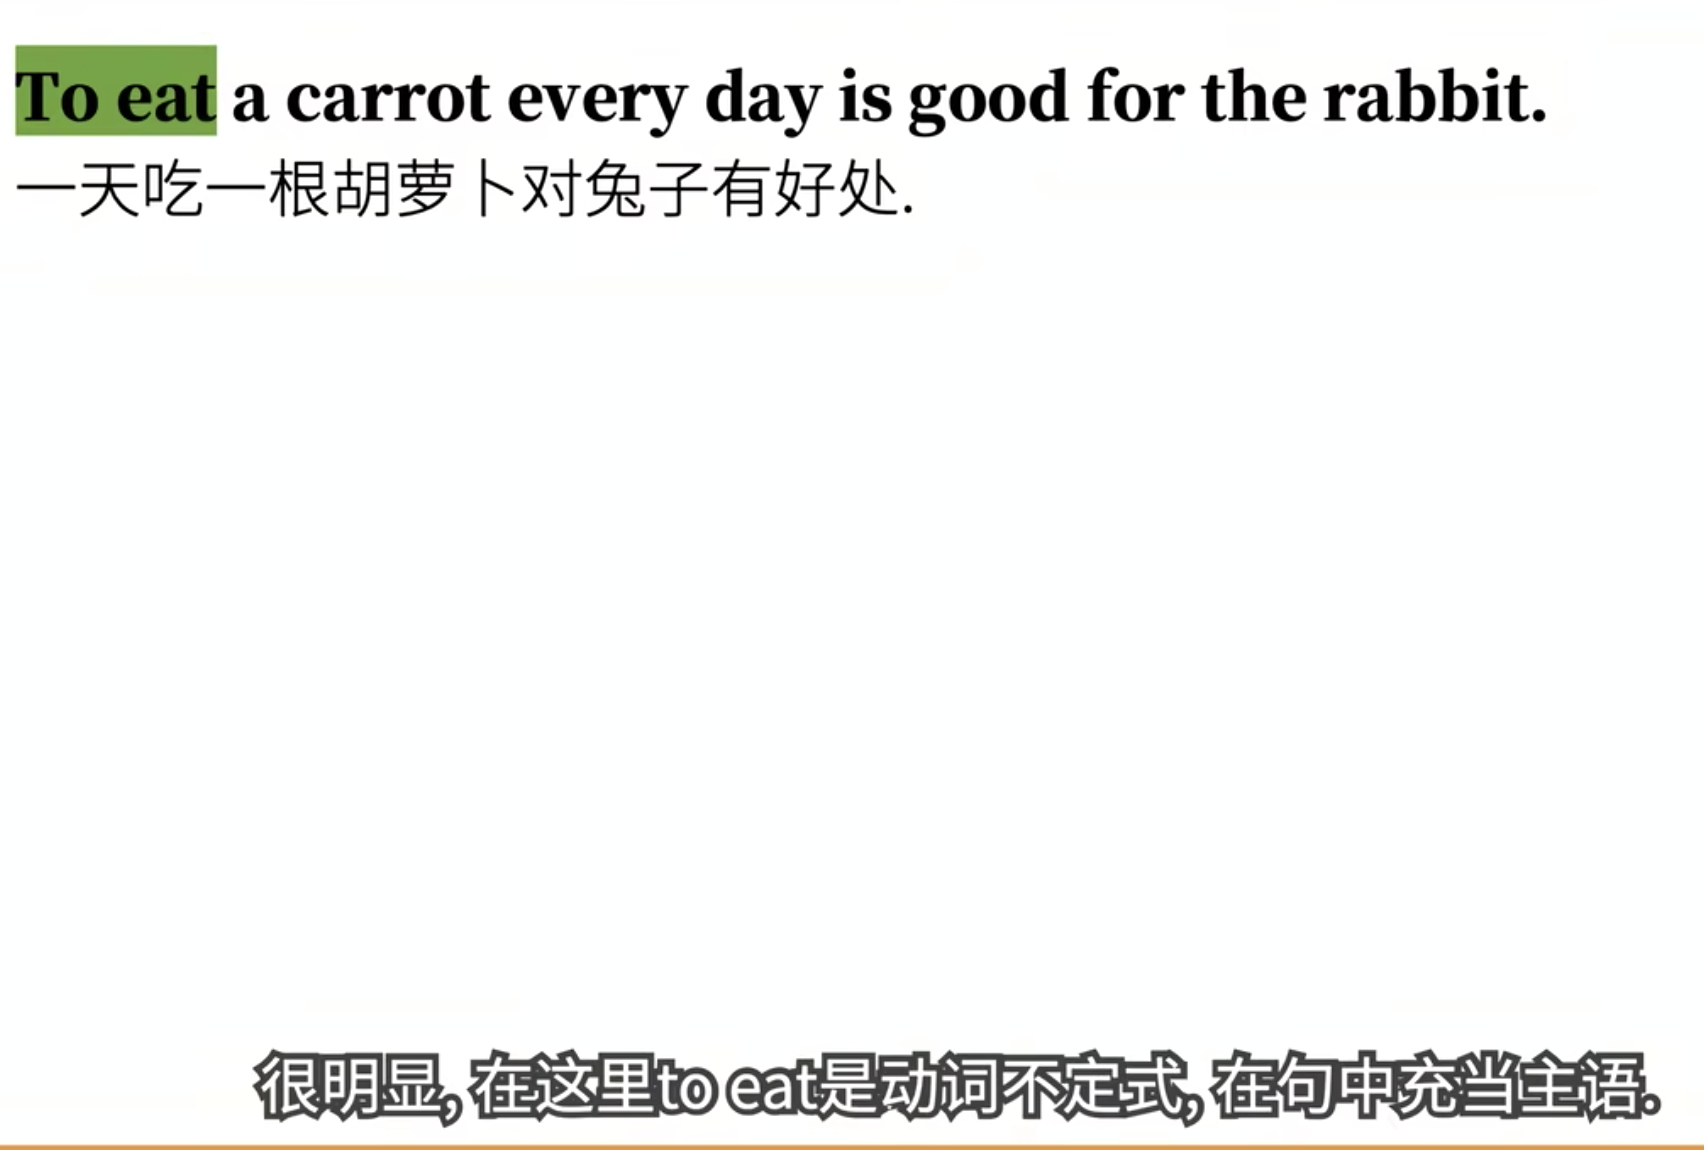 To eat a carrot every day is good for the rabbit.
一天吃一根胡萝卜对兔子有好处.
很明显, 在这里to eat是动词不定式, 在句中充当主语.